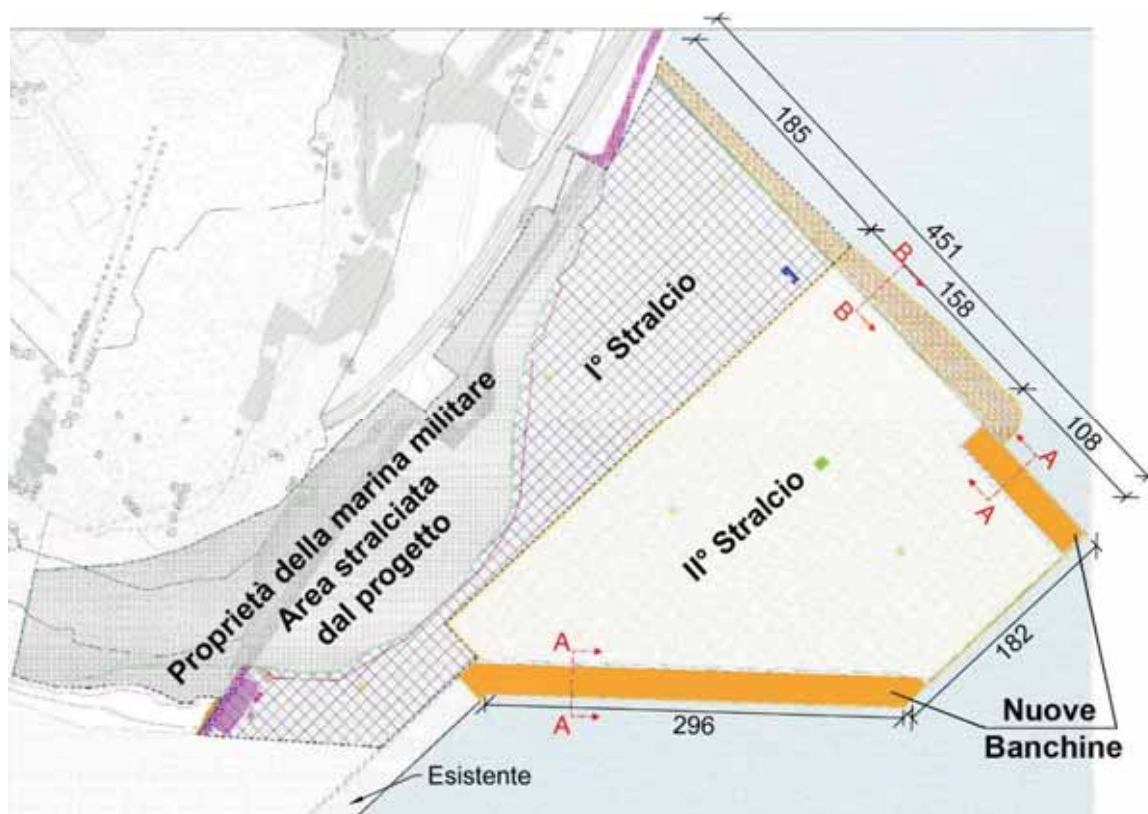 185
451
158
108
B
B
I° Stralcio
II° Stralcio
Proprietà della marina militare
Area stralciata
dal progetto
A
A
A
A
182
296
Nuove
Banchine
Esistente